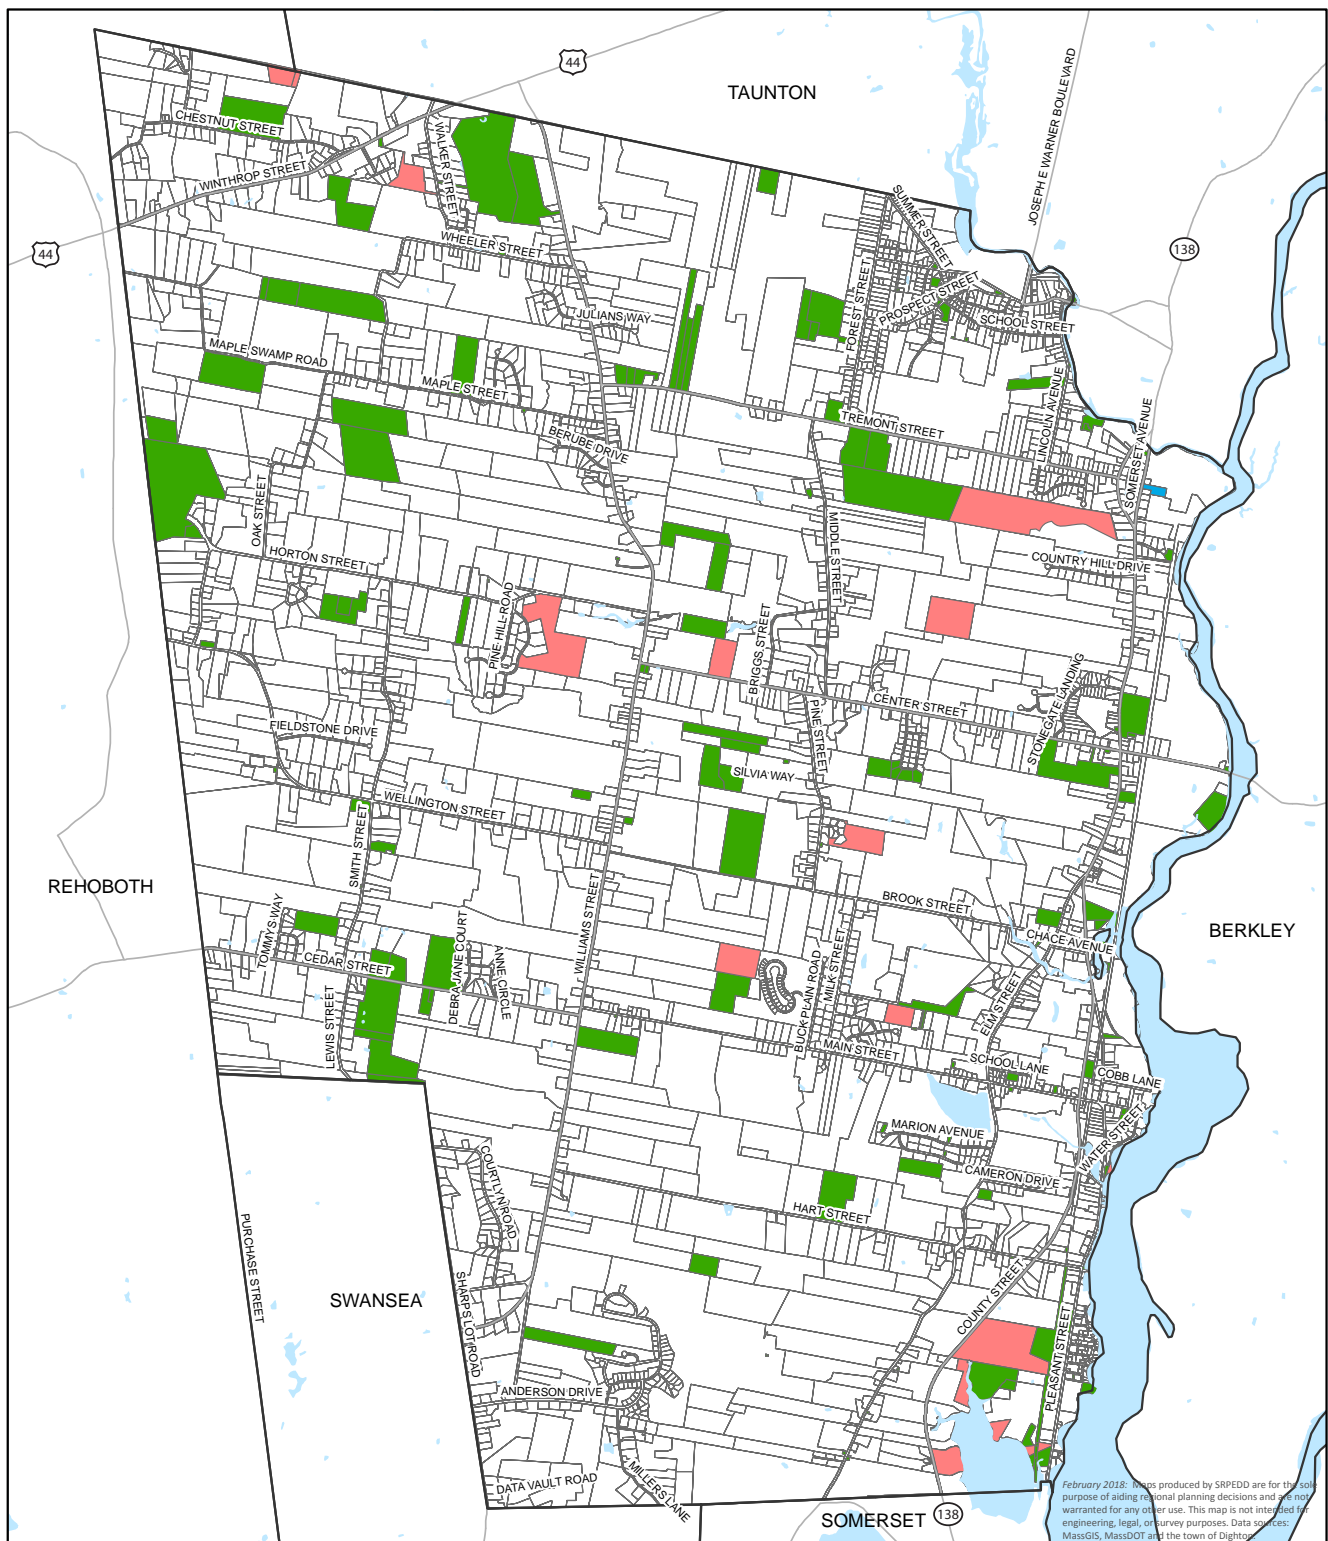 44
TAUNTON
JOSEPH E WARNER BOULEVARD
CHESTNUT STREET
WALKER STREET
WINTHROP STREET
SUMMER STREET
44
WHEELER STREET
138
FOREST STREET
PROSPECT STREET
JULIANS WAY
SCHOOL STREET
MAPLE SWAMP ROAD
MAPLE STREET
LINCOLN AVENUE
TREMONT STREET
SOMERSET AVENUE
BERUBE DRIVE
OAK STREET
MIDDLE STREET
HORTON STREET
COUNTRY HILL DRIVE
PINE HILL ROAD
BRIGGS STREET
STONEGATE LANDING
CENTER STREET
PINE STREET
FIELDSTONE DRIVE
SILVIA WAY
WELLINGTON STREET
SMITH STREET
REHOBOTH
BROOK STREET
TOMMYS WAY
WILLIAMS STREET
CHACE AVENUE
BERKLEY
CEDAR STREET
DEBRA JANE COURT
ANNE CIRCLE
BUCK PLAIN ROAD
MILK STREET
ELM STREET
LEWIS STREET
MAIN STREET
SCHOOL LANE
COBB LANE
MARION AVENUE
WATER STREET
CAMERON DRIVE
COURTLYN ROAD
HART STREET
PURCHASE STREET
SWANSEA
SHARPS LOT ROAD
COUNTY STREET
PLEASANT STREET
ANDERSON DRIVE
DATA VAULT ROAD
MILLERS LANE
SOMERSET
138
February 2018: Maps produced by SRPEDD are for the sole
purpose of aiding regional planning decisions and are not
warranted for any other use. This map is not intended for
engineering, legal, or survey purposes. Data sources:
MassGIS, MassDOT and the town of Dighton.